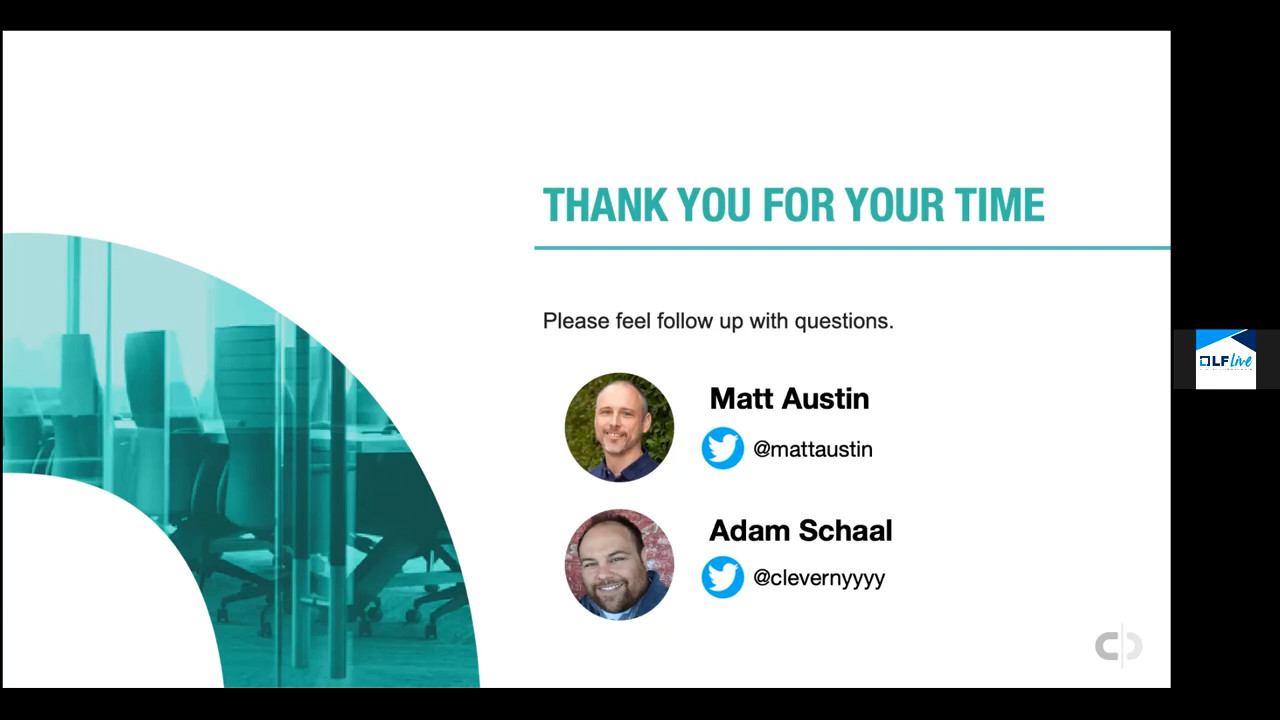 THANK YOU FOR YOUR TIME
Please feel follow up with questions.
Matt Austin
@mattaustin
Adam Schaal
@clevernyyyy
LF live